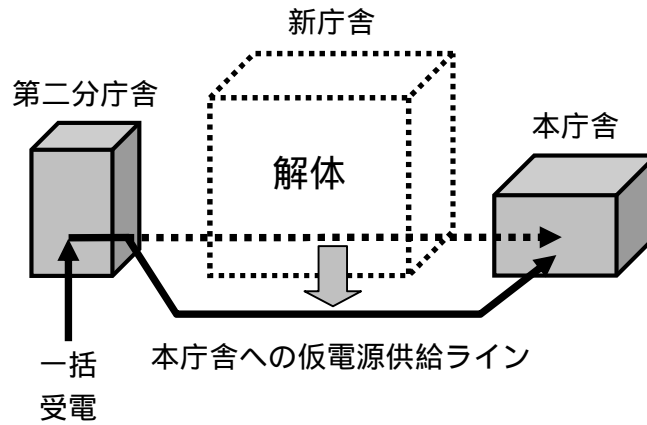 新庁舎
第二分庁舎
本庁舎
解体
本庁舎への仮電源供給ライン
一括
受電